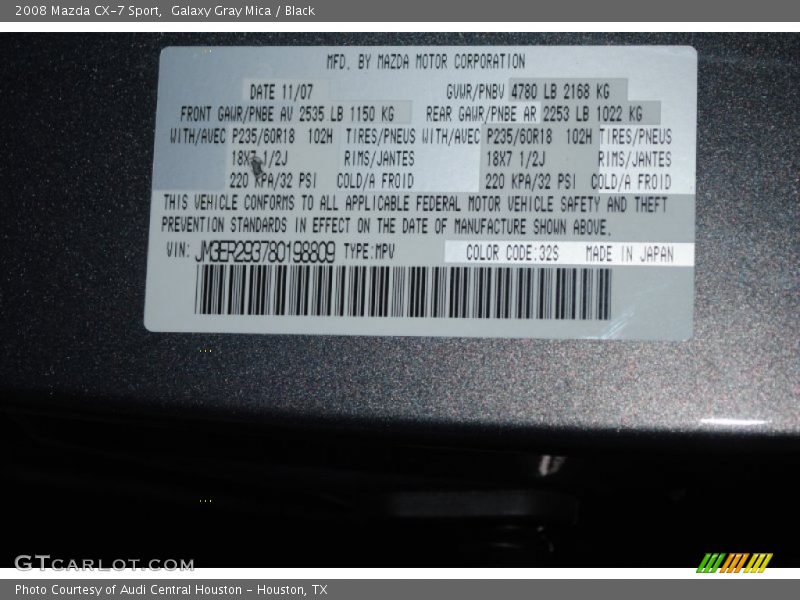 2008 Mazda CX-7 Sport, Galaxy Gray Mica / Black
MFD. BY MAZDA MOTOR CORPORATION
DATE 11/07 GVWR/PNBV 4780 LB 2168 KG
FRONT GAWR/PNBE AV 2535 LB 1150 KG REAR GAWR/PNBE AR 2253 LB 1022 KG
WITH/AVEC P235/60R18 102H TIRES/PNEUS WITH/AVEC P235/60R18 102H TIRES/PNEUS
18X7 1/2J RIMS/JANTES 18X7 1/2J RIMS/JANTES
220 KPA/32 PSI COLD/A FROID 220 KPA/32 PSI COLD/A FROID
THIS VEHICLE CONFORMS TO ALL APPLICABLE FEDERAL MOTOR VEHICLE SAFETY AND THEFT
PREVENTION STANDARDS IN EFFECT ON THE DATE OF MANUFACTURE SHOWN ABOVE.
VIN: JM3ER293780198809 TYPE:MPV COLOR CODE:32S MADE IN JAPAN
GTCARLOT.COM
Photo Courtesy of Audi Central Houston - Houston, TX